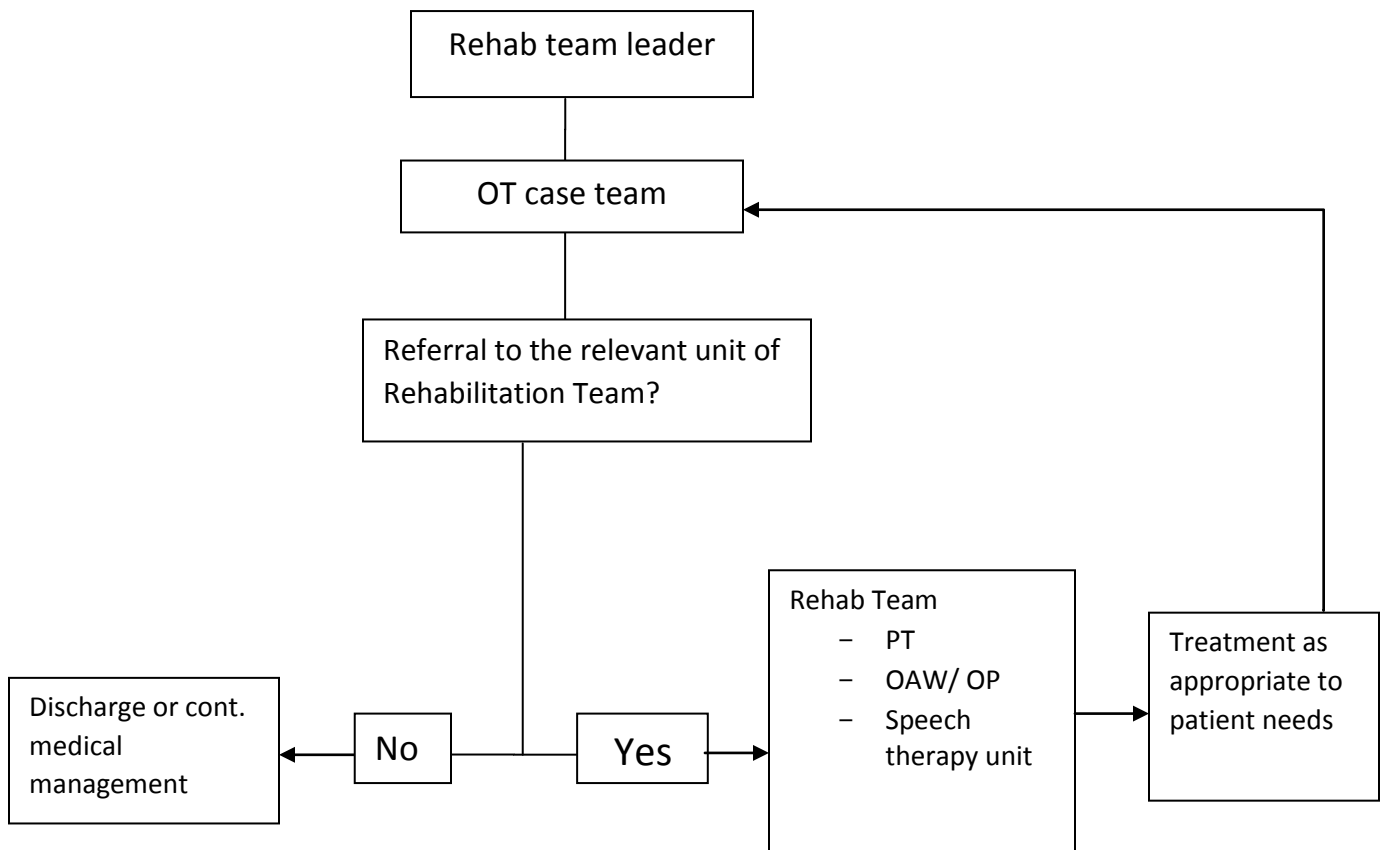 Rehab team leader
OT case team
Referral to the relevant unit of
Rehabilitation Team?
Discharge or cont.
medical
management
No
Yes
Rehab Team
– PT
– OAW/ OP
– Speech
therapy unit
Treatment as
appropriate to
patient needs